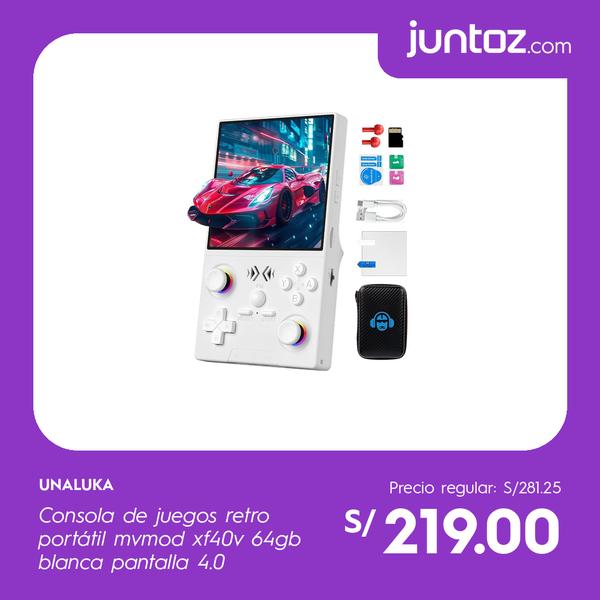 juntoz.com
X
Y
A
B
UNALUKA
Consola de juegos retro
portátil mvmod xf40v 64gb
blanca pantalla 4.0
Precio regular: S/281.25
S/ 219.00